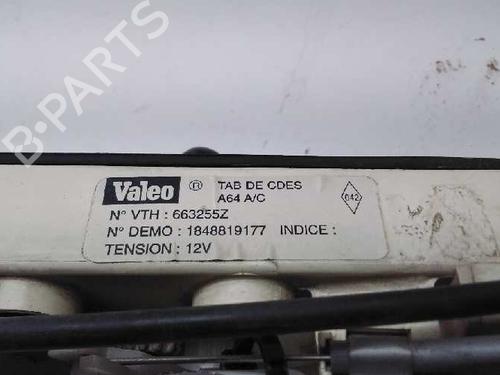 B-PARTS
Valeo ® TAB DE CDES
A64 A/C
042
N° VTH : 663255Z
N° DEMO : 1848819177 INDICE :
TENSION : 12V